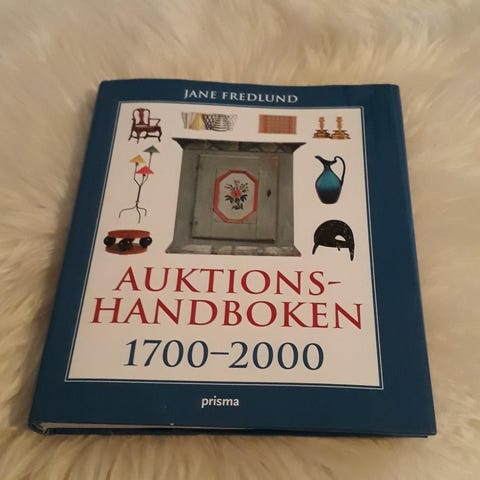 JANE FREDLUND
AUKTIONS-
HANDBOKEN
1700–2000
prisma